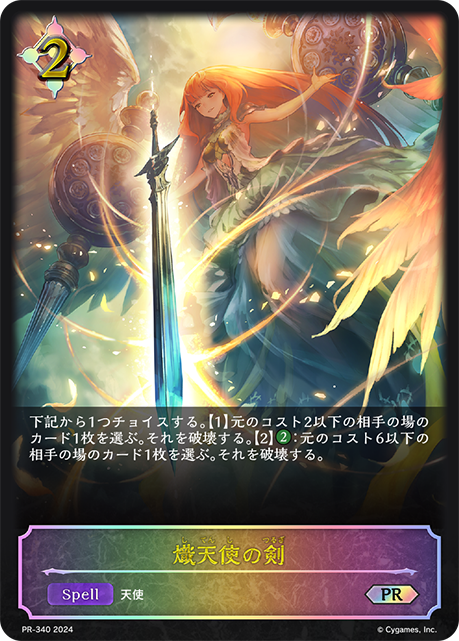 2
下記から1つチョイスする。【1】元のコスト2以下の相手の場の
カード1枚を選ぶ。それを破壊する。【2】2:元のコスト6以下の
相手の場のカード1枚を選ぶ。それを破壊する。
熾天使の剣
Spell 天使
PR
PR-340 2024
© Cygames, Inc.